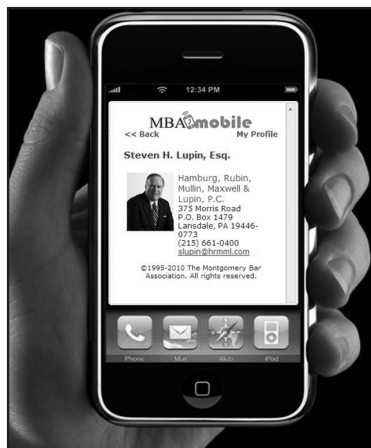 12:34 PM
MBA mobile
<< Back My Profile
Steven H. Lupin, Esq.
Hamburg, Rubin,
Mullin, Maxwell &
Lupin, P.C.
375 Morris Road
P.O. Box 1479
Lansdale, PA 19446-
0773
(215) 661-0400
slupin@hrmml.com
©1995-2010 The Montgomery Bar
Association. All rights reserved.
Phone Mail Web iPod